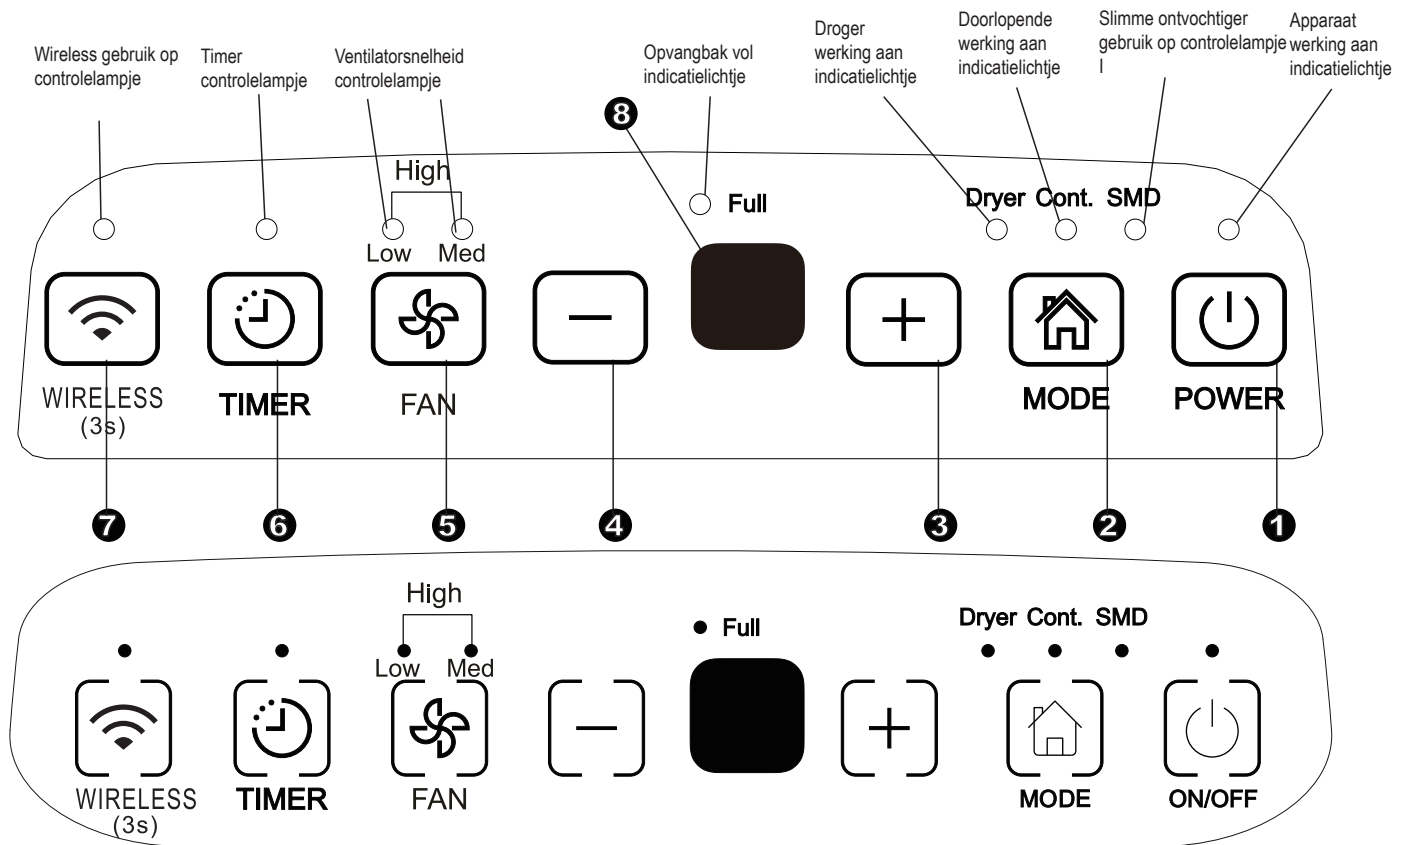 Wireless gebruik op
controlelampje
Timer
controlelampje
Ventilatorsnelheid
controlelampje
Opvangbak vol
indicatielichtje
Droger
werking aan
indicatielichtje
Doorlopende
werking aan
indicatielichtje
Slimme ontvochtiger
gebruik op controlelampje
l
Apparaat
werking aan
indicatielichtje
8
High
Low Med
Full
Dryer Cont. SMD
WIRELESS
(3s)
TIMER
FAN
MODE
POWER
7 6 5 4 3 2 1
High
Low Med
Full
Dryer Cont. SMD
WIRELESS
(3s)
TIMER
FAN
MODE
ON/OFF